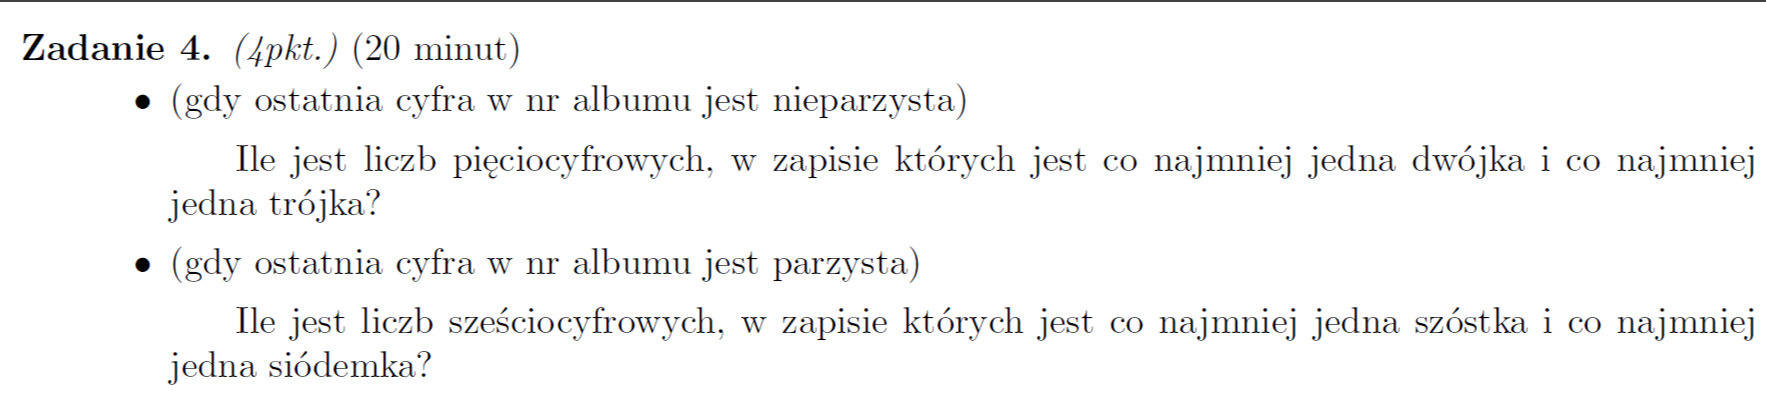 Zadanie 4. (4pkt.) (20 minut)
• (gdy ostatnia cyfra w nr albumu jest nieparzysta)
Ile jest liczb pięciocyfrowych, w zapisie których jest co najmniej jedna dwójka i co najmniej
jedna trójka?
• (gdy ostatnia cyfra w nr albumu jest parzysta)
Ile jest liczb sześciocyfrowych, w zapisie których jest co najmniej jedna szóstka i co najmniej
jedna siódemka?